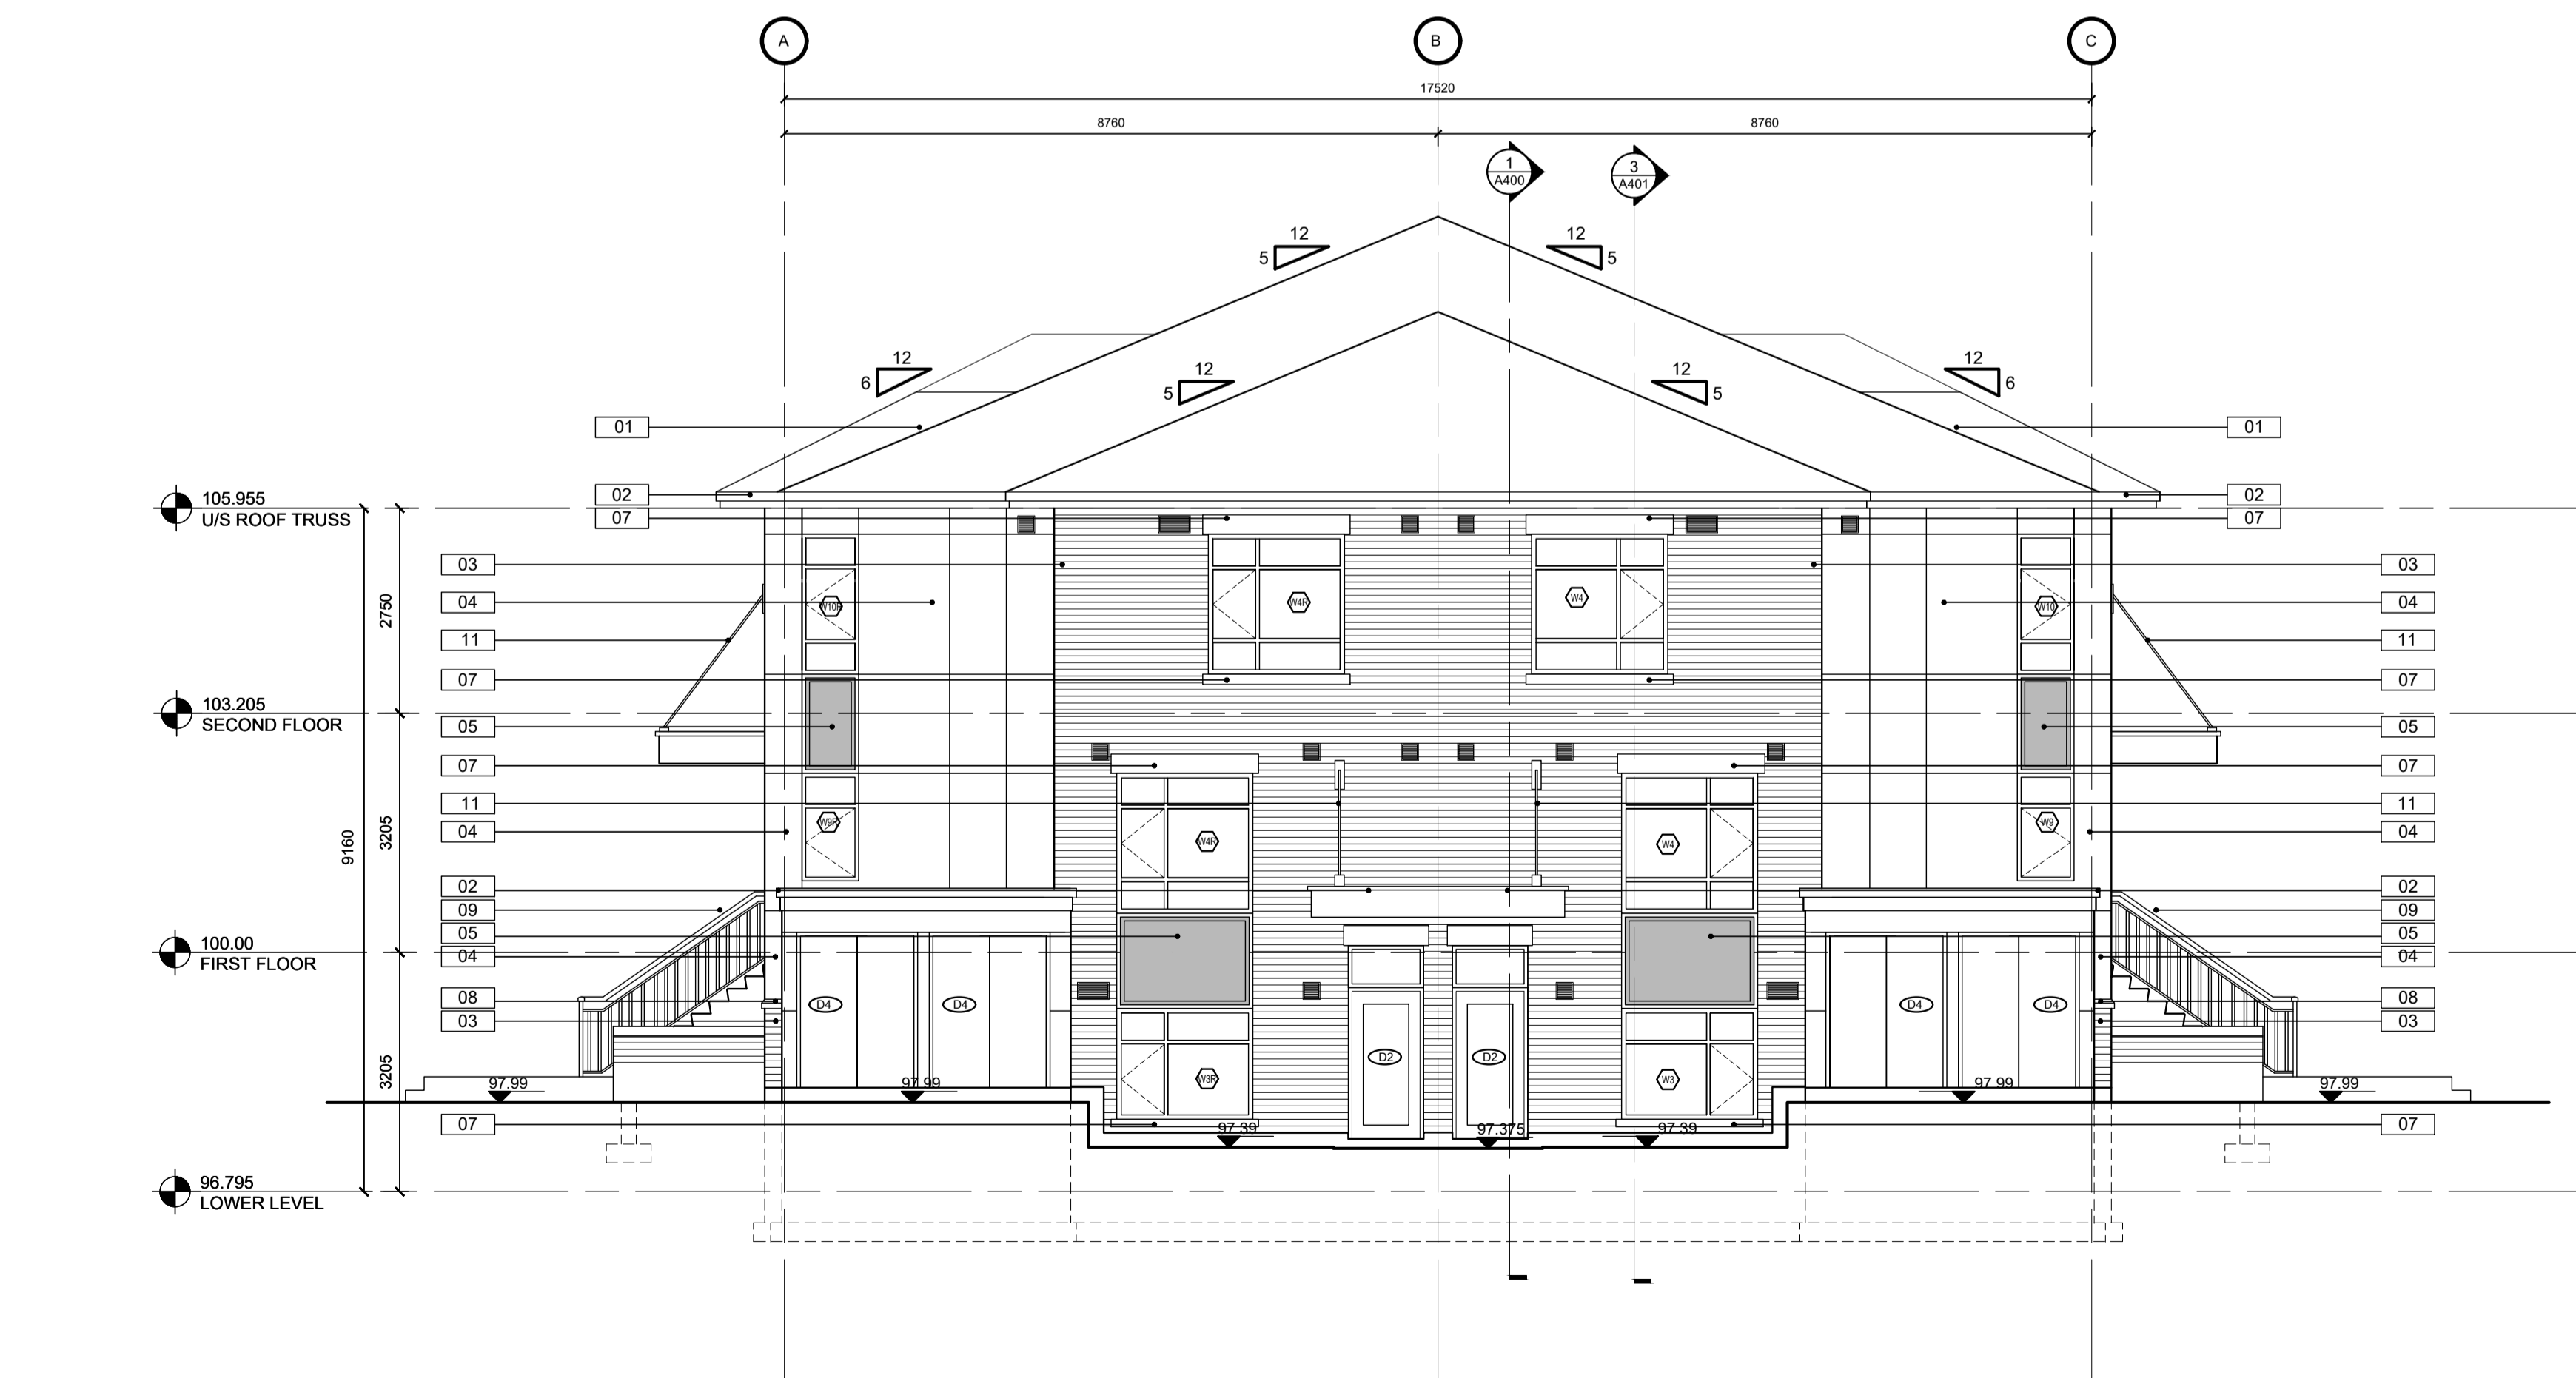 A
B
C
17520
8760
8760
1
A400
3
A401
12
5
12
5
12
6
12
5
12
5
12
6
01
01
02
02
105.955
U/S ROOF TRUSS
07
07
03
03
04
W10R
W4R
W4
W10
04
2750
11
11
07
07
103.205
SECOND FLOOR
05
05
07
07
11
11
04
W9R
W9
04
3205
9160
W4R
W4
02
02
09
09
05
05
100.00
FIRST FLOOR
04
04
08
08
D4
D4
D4
D4
03
03
D2
D2
3205
W3R
W3
97.99
97.99
97.99
97.99
07
97.39
97.375
97.39
07
96.795
LOWER LEVEL